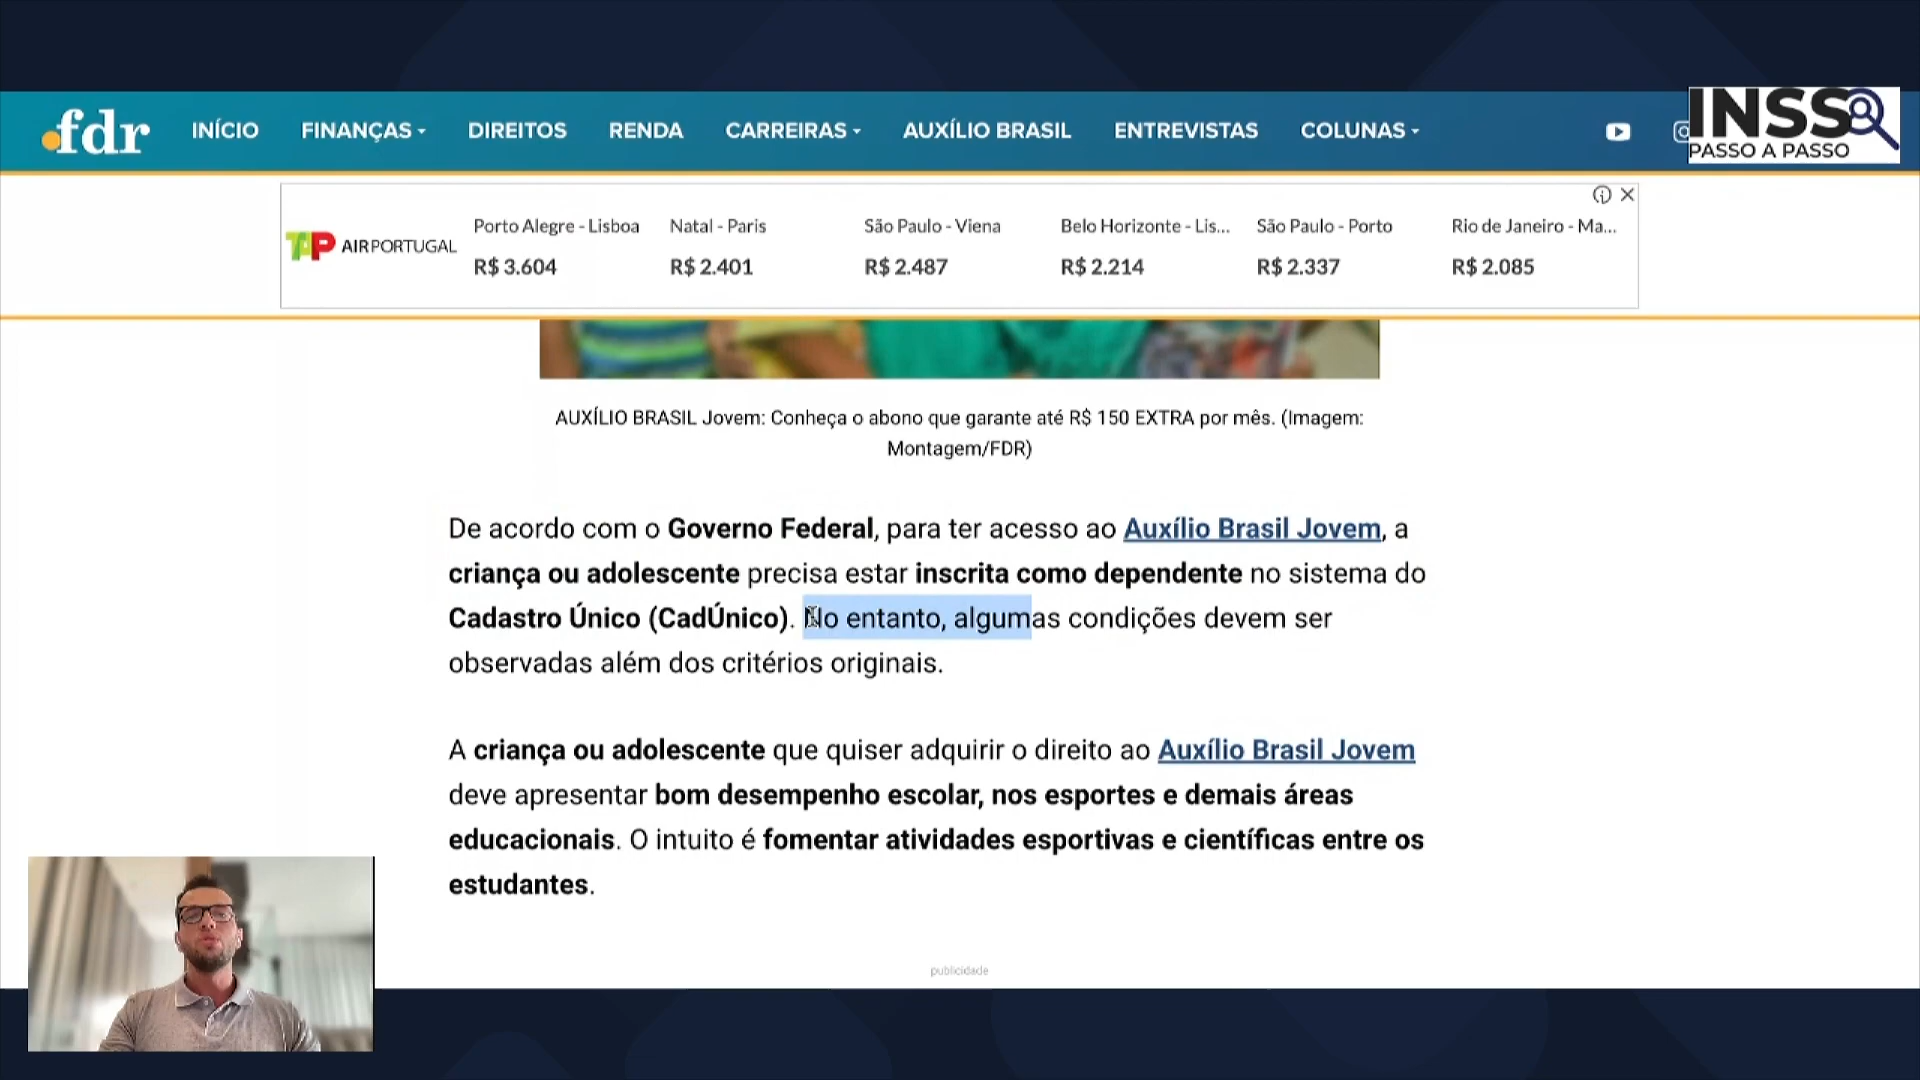 fdr
INÍCIO FINANÇAS DIREITOS RENDA CARREIRAS AUXÍLIO BRASIL ENTREVISTAS COLUNAS
INSS
PASSO A PASSO
TAP AIRPORTUGAL
Porto Alegre - Lisboa Natal - Paris São Paulo - Viena Belo Horizonte - Lis... São Paulo - Porto Rio de Janeiro - Ma...
R$ 3.604 R$ 2.401 R$ 2.487 R$ 2.214 R$ 2.337 R$ 2.085
AUXÍLIO BRASIL Jovem: Conheça o abono que garante até R$ 150 EXTRA por mês. (Imagem:
Montagem/FDR)
De acordo com o Governo Federal, para ter acesso ao Auxílio Brasil Jovem, a
criança ou adolescente precisa estar inscrita como dependente no sistema do
Cadastro Único (CadÚnico). No entanto, algumas condições devem ser
observadas além dos critérios originais.
A criança ou adolescente que quiser adquirir o direito ao Auxílio Brasil Jovem
deve apresentar bom desempenho escolar, nos esportes e demais áreas
educacionais. O intuito é fomentar atividades esportivas e científicas entre os
estudantes.
publicidade